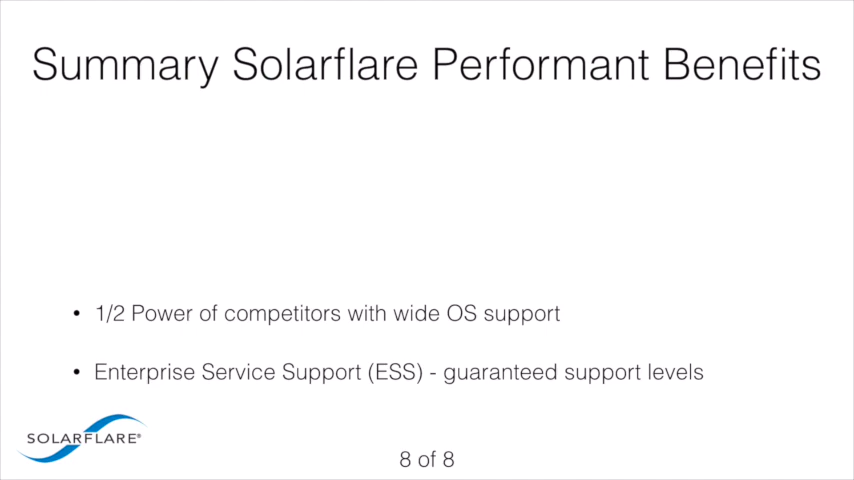 Summary Solarflare Performant Benefits
• 1/2 Power of competitors with wide OS support
• Enterprise Service Support (ESS) - guaranteed support levels
SOLARFLARE®
8 of 8